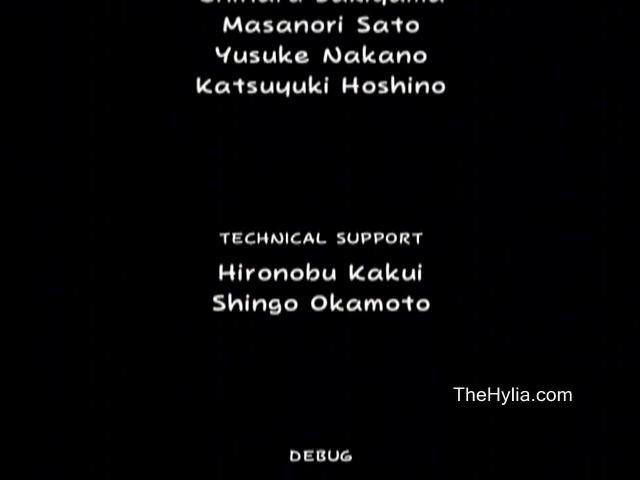 Masanori Sato
Yusuke Nakano
Katsuyuki Hoshino
TECHNICAL SUPPORT
Hironobu Kakui
Shingo Okamoto
TheHylia.com
DEBUG